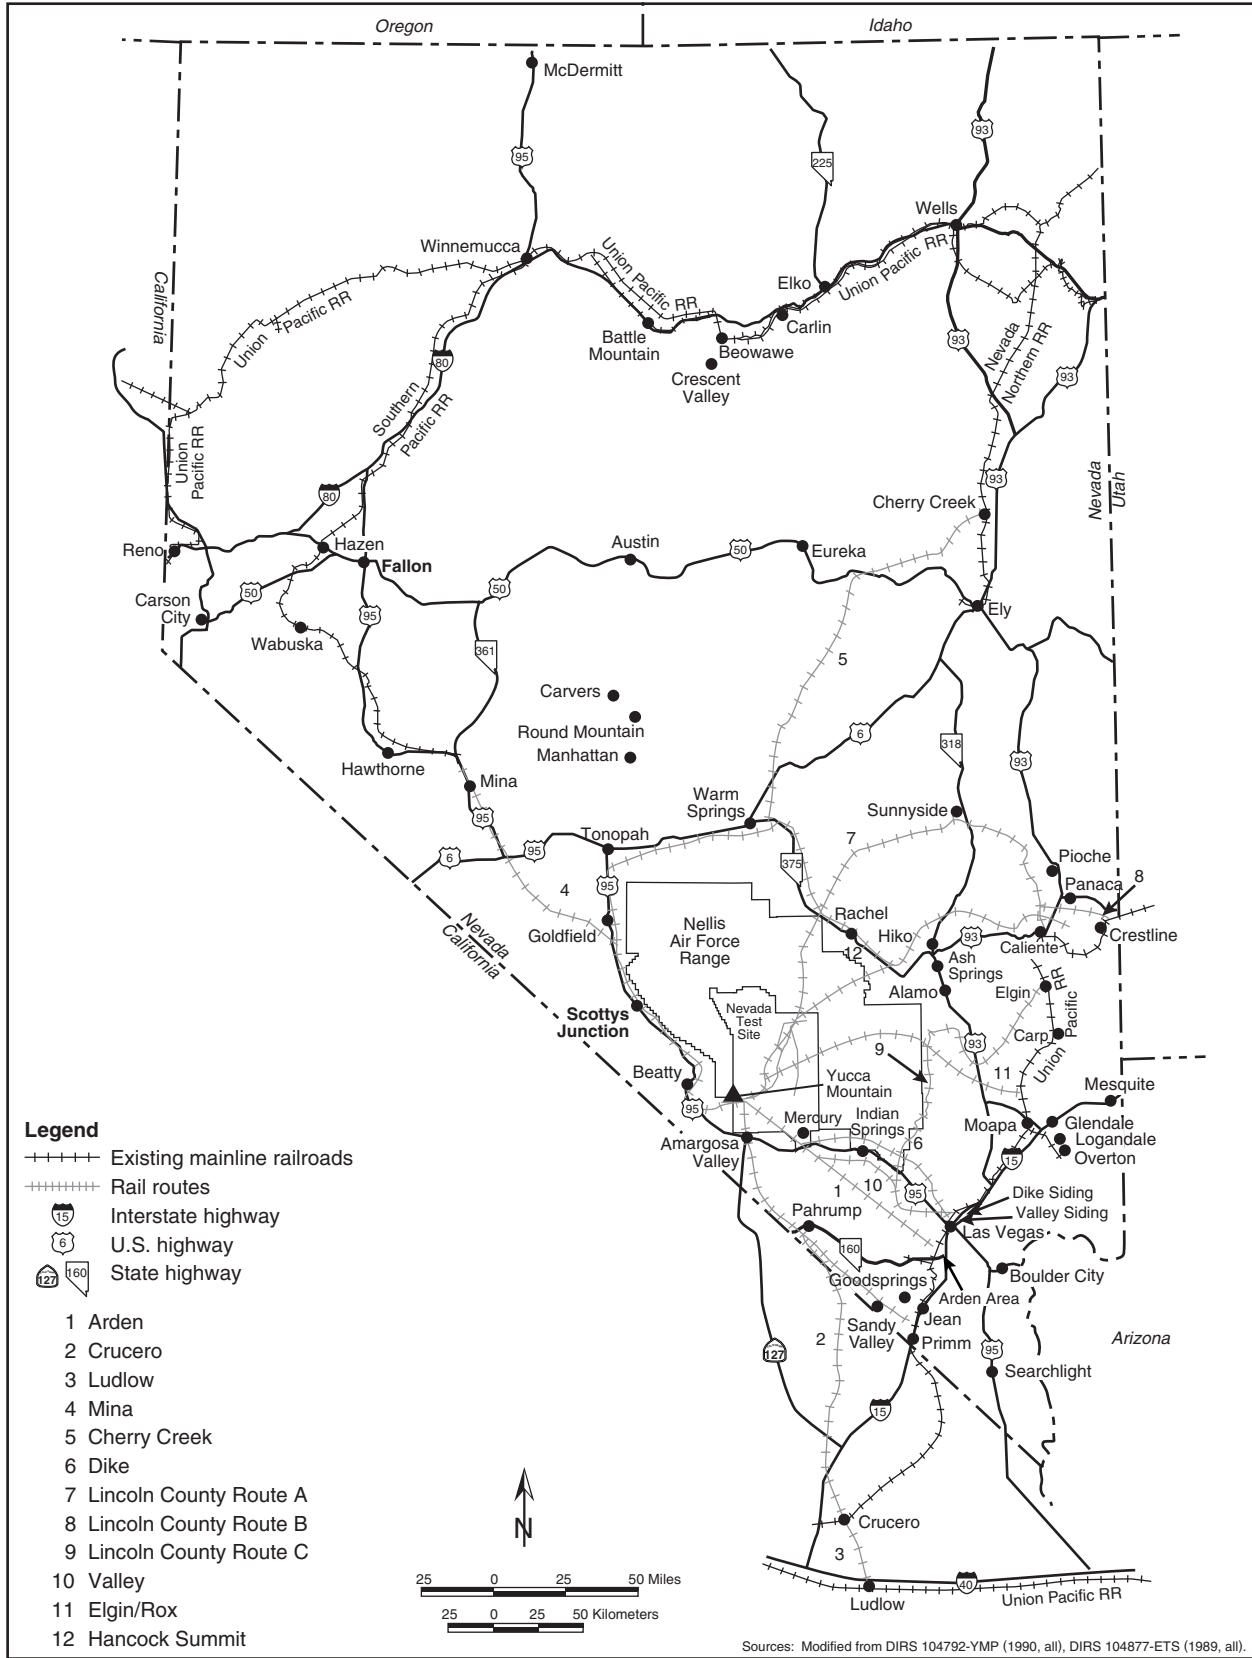 Oregon
Idaho
McDermitt
95
93
225
Wells
Winnemucca
Union Pacific RR
Union Pacific RR
Elko
California
Union Pacific RR
Battle
Mountain
Carlin
Beowawe
Crescent
Valley
80
93
93
Nevada
Northern RR
Southern
Pacific RR
Union
Pacific RR
80
93
Nevada
Utah
Cherry Creek
Reno
Hazen
Fallon
Austin
50
Eureka
50
50
Carson
City
95
Ely
Wabuska
361
5
Carvers
Round Mountain
Manhattan
6
318
93
Hawthorne
Mina
95
Warm
Springs
Sunnyside
Tonopah
95
6
7
375
Pioche
Panaca
8
95
4
Nellis
Air Force
Range
Rachel
Hiko
93
Goldfield
12
Caliente
Crestline
Nevada
California
Ash
Springs
Alamo
Elgin
Scottys
Junction
Nevada
Test
Site
Carp
Union Pacific RR
93
9
11
Beatty
Yucca
Mountain
Mesquite
95
Mercury
Indian
Springs
Moapa
Glendale
Logandale
Overton
Amargosa
Valley
6
15
1
10
95
Dike Siding
Valley Siding
Pahrump
Las Vegas
160
Boulder City
Goodsprings
Arden Area
Sandy
Valley
Jean
Primm
Arizona
2
127
95
Searchlight
15
Crucero
3
40
Ludlow
Union Pacific RR
Legend
Existing mainline railroads
Rail routes
15 Interstate highway
6 U.S. highway
127 160 State highway
1 Arden
2 Crucero
3 Ludlow
4 Mina
5 Cherry Creek
6 Dike
7 Lincoln County Route A
8 Lincoln County Route B
9 Lincoln County Route C
10 Valley
11 Elgin/Rox
12 Hancock Summit
N
25 0 25 50 Miles
25 0 25 50 Kilometers
Sources: Modified from DIRS 104792-YMP (1990, all), DIRS 104877-ETS (1989, all).